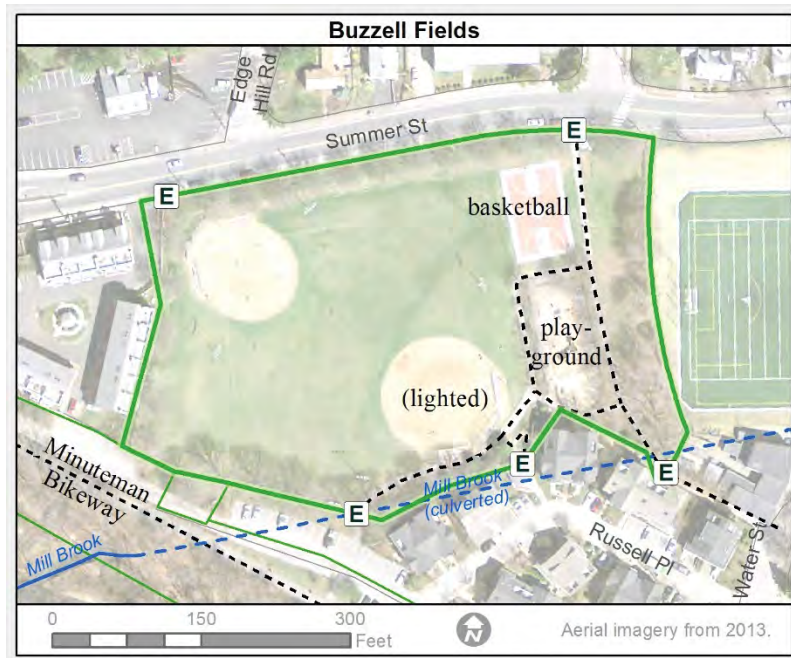 Buzzell Fields
Edge
Hill Rd
Summer St
E
E
basketball
play-
ground
(lighted)
Minuteman
Bikeway
E
E
E
Mill Brook
(culverted)
Mill Brook
Russell Pl
Water St
0
150
300
Feet
N
Aerial imagery from 2013.